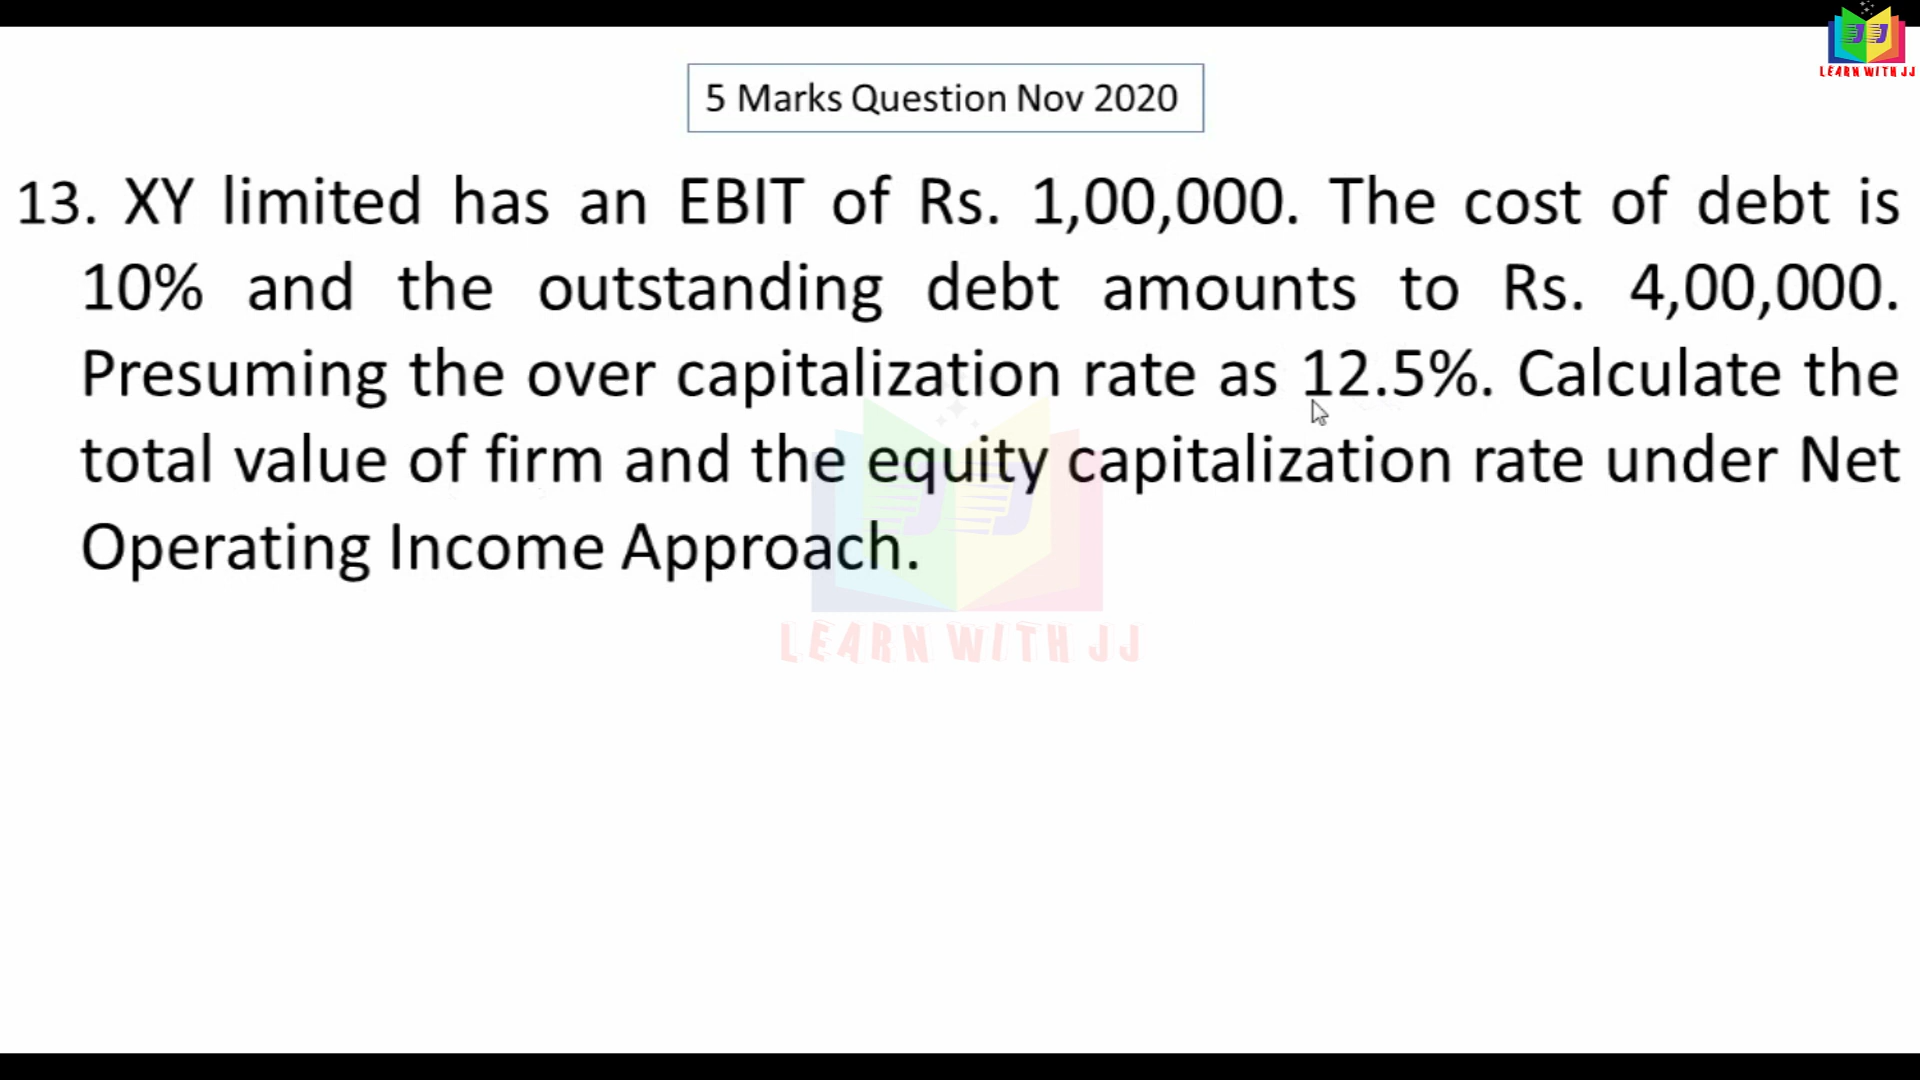 LEARN WITH JJ
5 Marks Question Nov 2020
13. XY limited has an EBIT of Rs. 1,00,000. The cost of debt is
10% and the outstanding debt amounts to Rs. 4,00,000.
Presuming the over capitalization rate as 12.5%. Calculate the
total value of firm and the equity capitalization rate under Net
Operating Income Approach.
LEARN WITH JJ